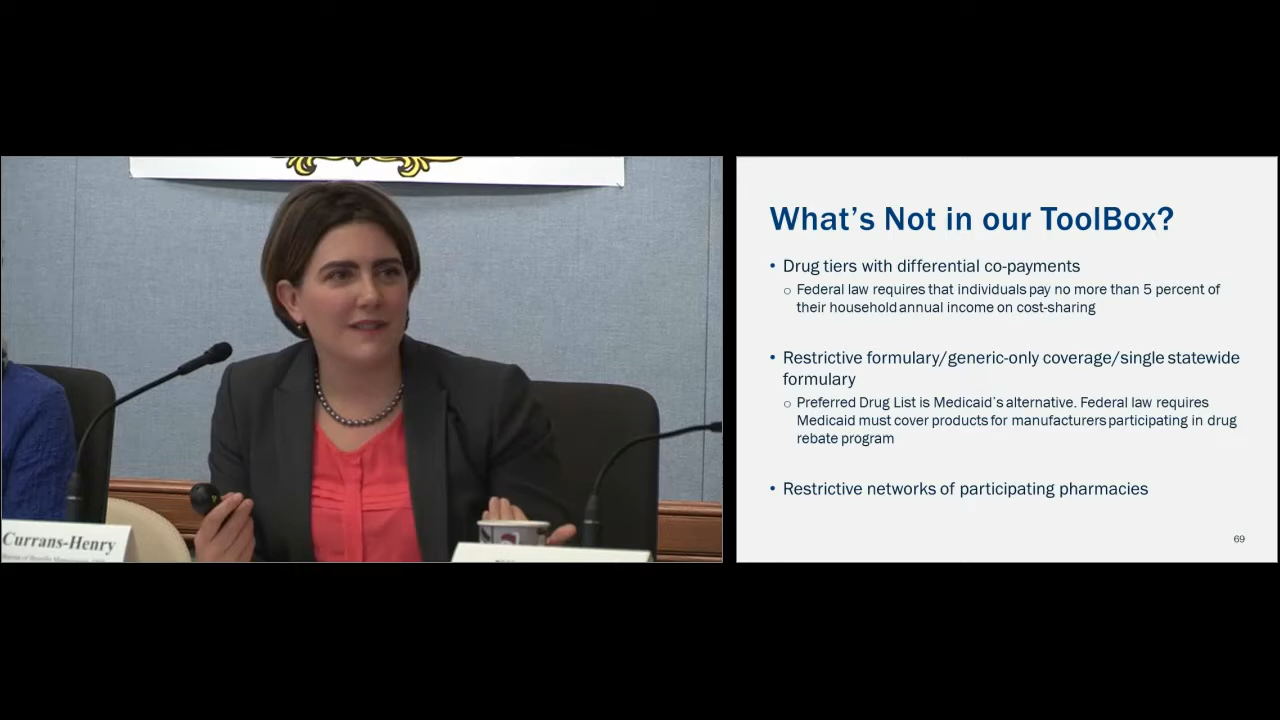 Currans-Henry
What's Not in our ToolBox?
• Drug tiers with differential co-payments
○ Federal law requires that individuals pay no more than 5 percent of
their household annual income on cost-sharing
• Restrictive formulary/generic-only coverage/single statewide
formulary
○ Preferred Drug List is Medicaid's alternative. Federal law requires
Medicaid must cover products for manufacturers participating in drug
rebate program
• Restrictive networks of participating pharmacies
69